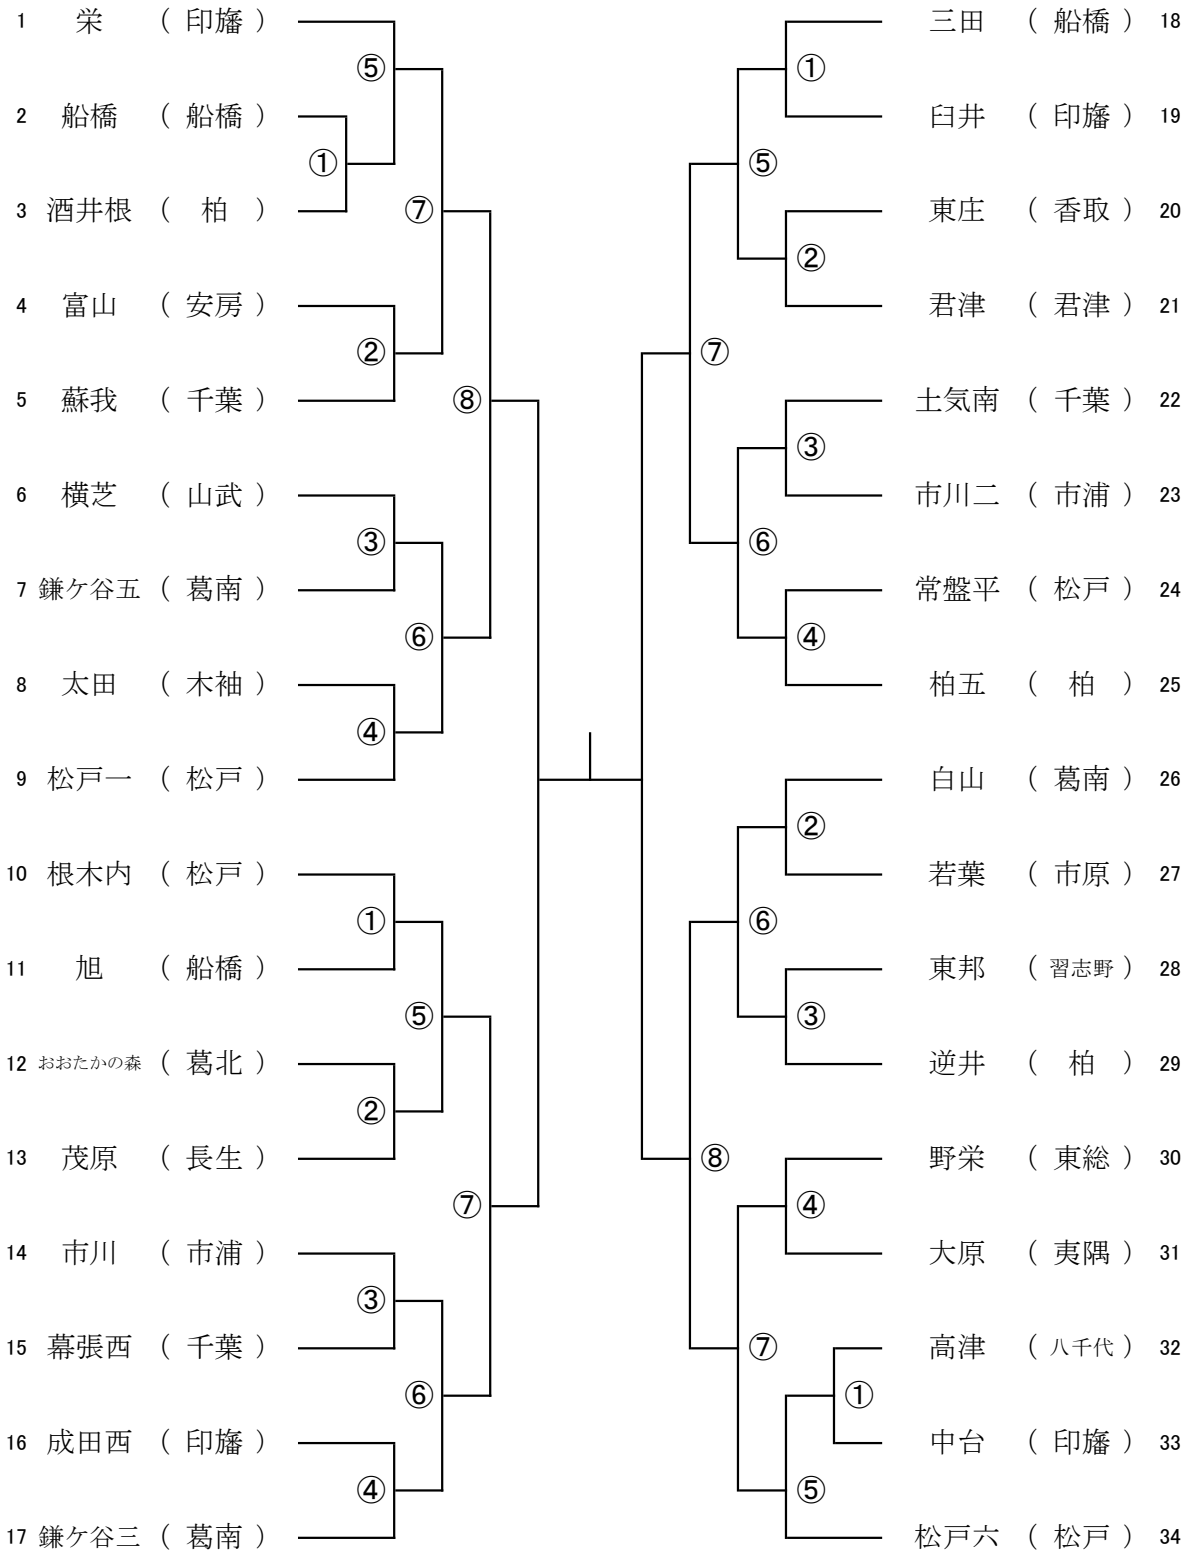 1 栄 （ 印旛 ）
⑤
2 船橋 （ 船橋 ）
①
3 酒井根 （ 柏 ）
⑦
4 富山 （ 安房 ）
②
5 蘇我 （ 千葉 ）
⑧
6 横芝 （ 山武 ）
③
7 鎌ケ谷五 （ 葛南 ）
⑥
8 太田 （ 木袖 ）
④
9 松戸一 （ 松戸 ）
10 根木内 （ 松戸 ）
①
11 旭 （ 船橋 ）
⑤
12 おおたかの森 （ 葛北 ）
②
13 茂原 （ 長生 ）
⑦
14 市川 （ 市浦 ）
③
15 幕張西 （ 千葉 ）
⑥
16 成田西 （ 印旛 ）
④
17 鎌ケ谷三 （ 葛南 ）
三田 （ 船橋 ） 18
①
臼井 （ 印旛 ） 19
⑤
東庄 （ 香取 ） 20
②
君津 （ 君津 ） 21
⑦
土気南 （ 千葉 ） 22
③
市川二 （ 市浦 ） 23
⑥
常盤平 （ 松戸 ） 24
④
柏五 （ 柏 ） 25
白山 （ 葛南 ） 26
②
若葉 （ 市原 ） 27
⑥
東邦 （ 習志野 ） 28
③
逆井 （ 柏 ） 29
野栄 （ 東総 ） 30
⑧
④
大原 （ 夷隅 ） 31
高津 （ 八千代 ） 32
⑦
①
中台 （ 印旛 ） 33
⑤
松戸六 （ 松戸 ） 34